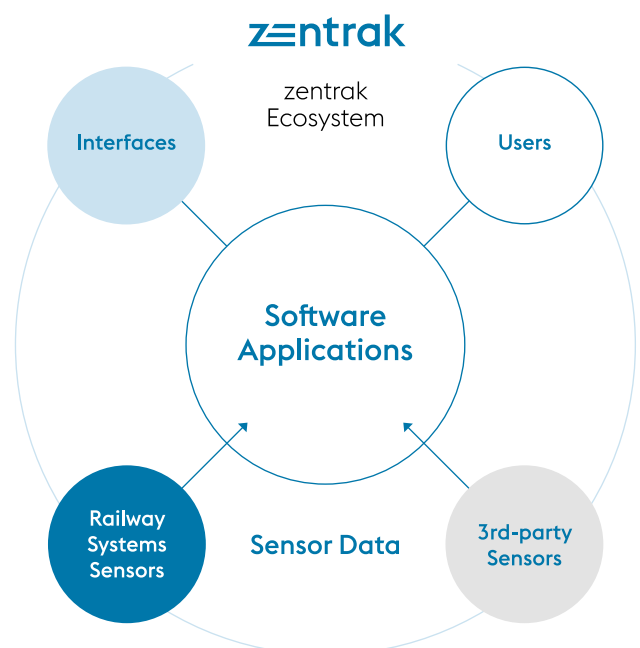 zentrak
zentrak
Ecosystem
Interfaces
Users
Software
Applications
Railway
Systems
Sensors
Sensor Data
3rd-party
Sensors